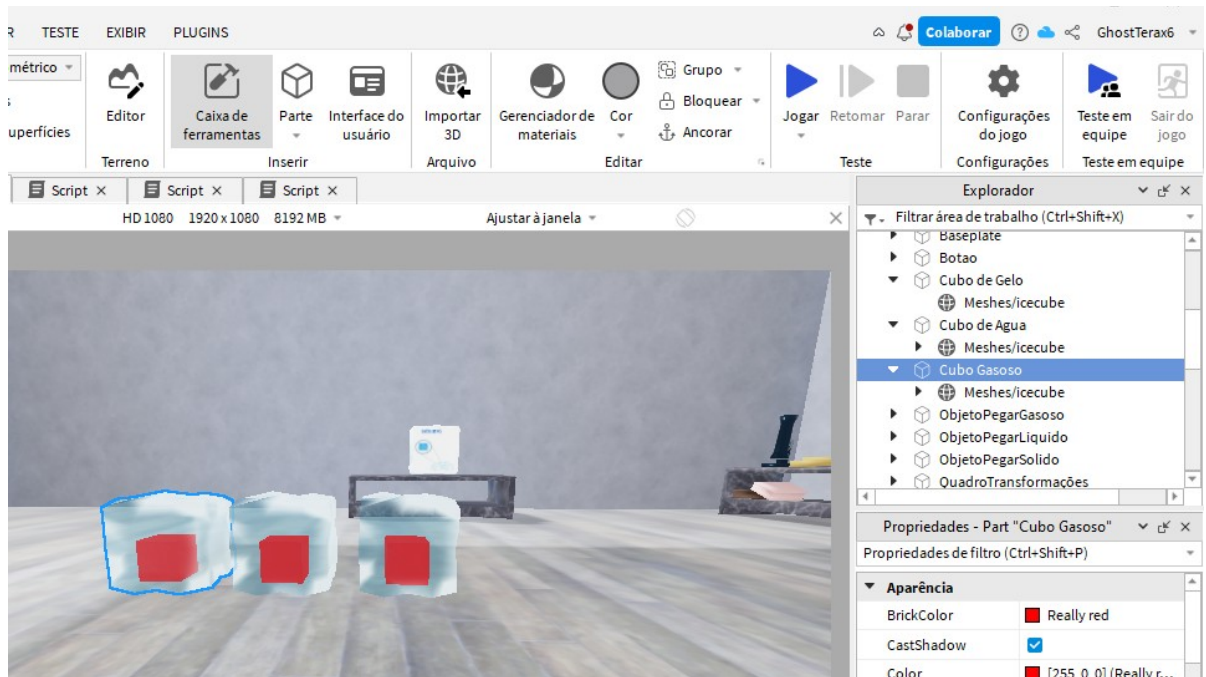 R TESTE EXIBIR PLUGINS
Colaborar GhostTerax6
métrico
s
uperfícies
Editor
Terreno
Caixa de ferramentas
Parte
Interface do usuário
Inserir
Importar 3D
Arquivo
Gerenciador de materiais
Cor
Grupo
Bloquear
Ancorar
Editar
Jogar Retomar Parar
Teste
Configurações do jogo
Configurações
Teste em equipe
Sair do jogo
Teste em equipe
Script × Script × Script ×
HD 1080 1920 x 1080 8192 MB Ajustar à janela
Explorador
Filtrar área de trabalho (Ctrl+Shift+X)
Baseplate
Botao
Cubo de Gelo
Meshes/icecube
Cubo de Agua
Meshes/icecube
Cubo Gasoso
Meshes/icecube
ObjetoPegarGasoso
ObjetoPegarLiquido
ObjetoPegarSolido
QuadroTransformações
Propriedades - Part "Cubo Gasoso"
Propriedades de filtro (Ctrl+Shift+P)
Aparência
BrickColor Really red
CastShadow
Color [255, 0, 0] (Really r...